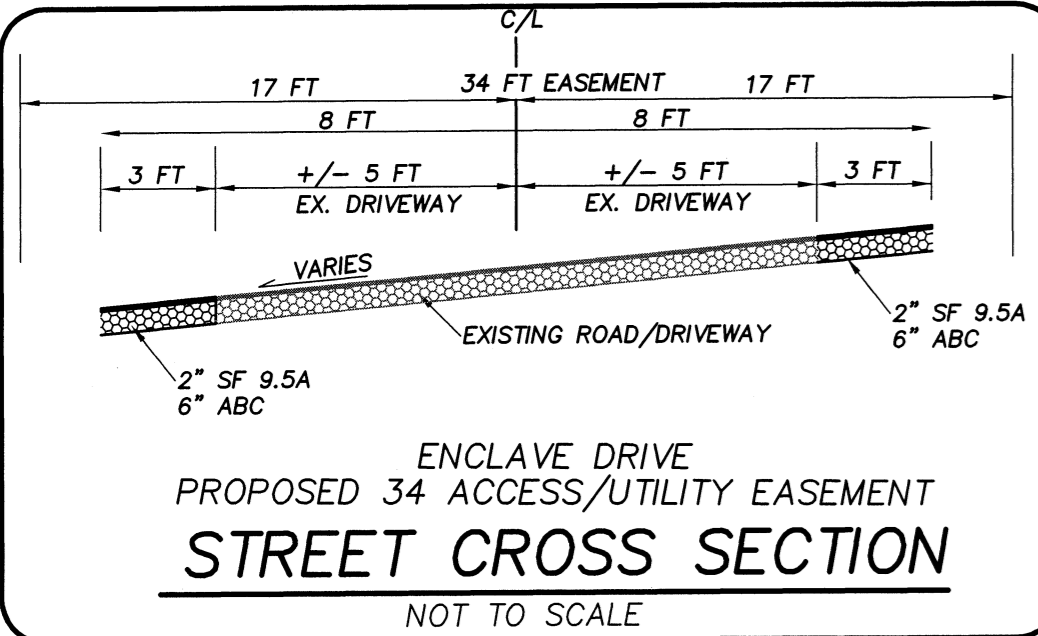 C/L
17 FT 34 FT EASEMENT 17 FT
8 FT 8 FT
3 FT +/- 5 FT +/- 5 FT 3 FT
EX. DRIVEWAY EX. DRIVEWAY
VARIES
EXISTING ROAD/DRIVEWAY
2" SF 9.5A
6" ABC
2" SF 9.5A
6" ABC
ENCLAVE DRIVE
PROPOSED 34 ACCESS/UTILITY EASEMENT
STREET CROSS SECTION
NOT TO SCALE